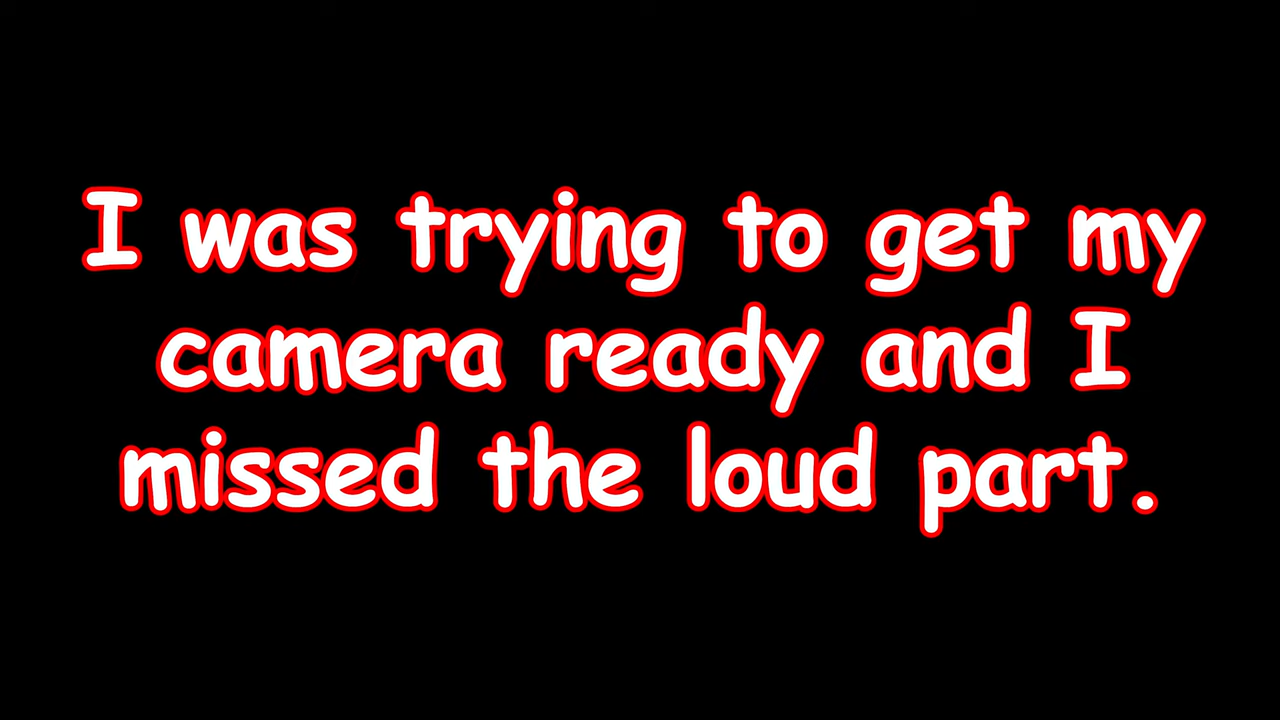 I was trying to get my
camera ready and I
missed the loud part.